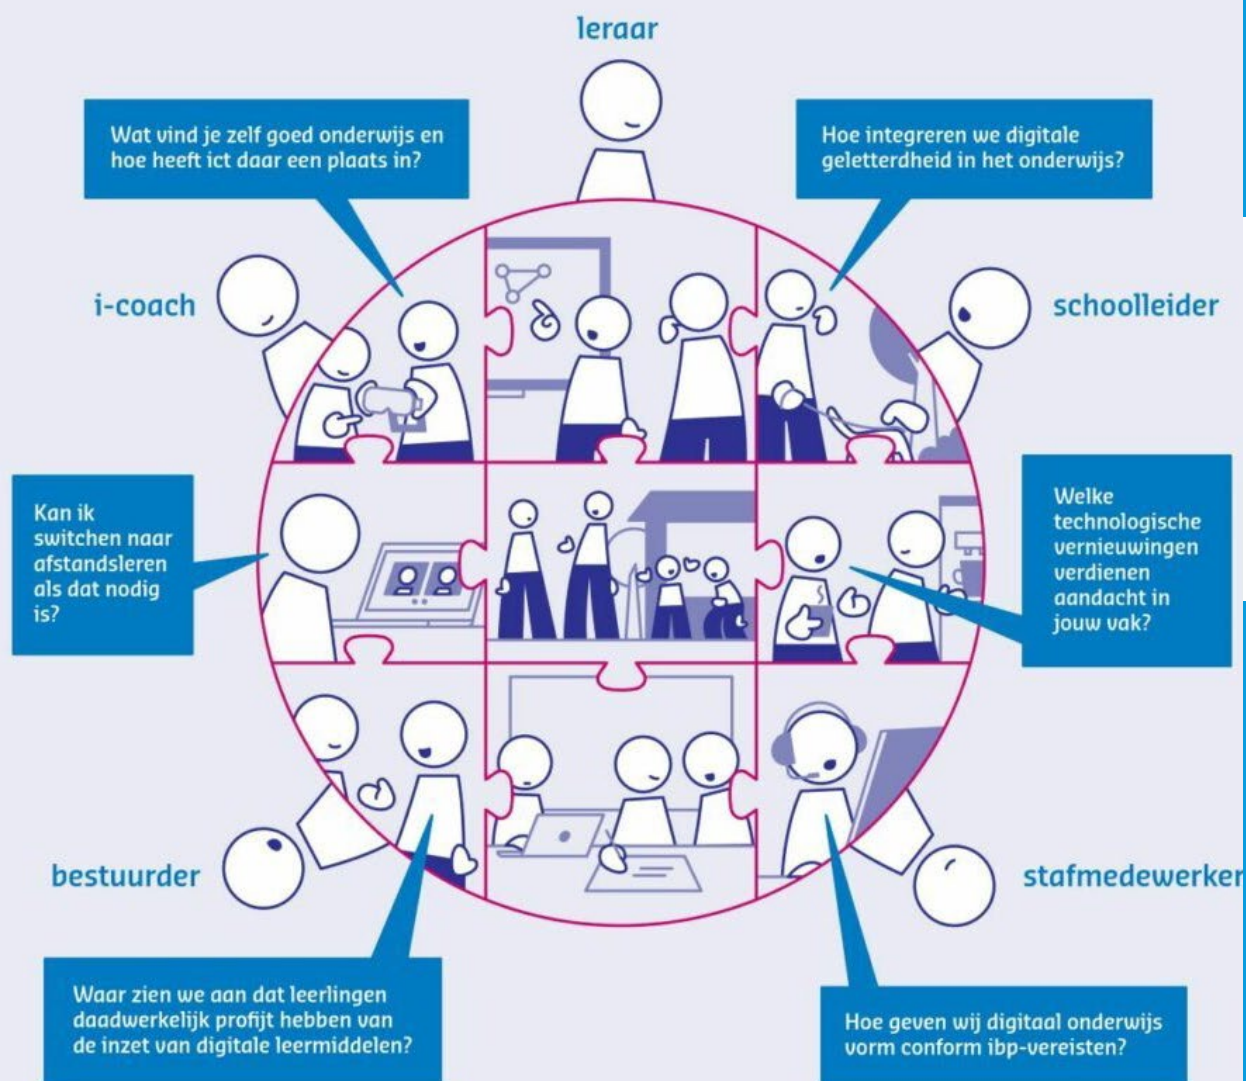 leraar
Wat vind je zelf goed onderwijs en
hoe heeft ict daar een plaats in?
Hoe integreren we digitale
geletterdheid in het onderwijs?
i-coach
schoolleider
Kan ik
switchen naar
afstandsleren
als dat nodig
is?
Welke
technologische
vernieuwingen
verdienen
aandacht in
jouw vak?
bestuurder
stafmedewerker
Waar zien we aan dat leerlingen
daadwerkelijk profijt hebben van
de inzet van digitale leermiddelen?
Hoe geven wij digitaal onderwijs
vorm conform ibp-vereisten?